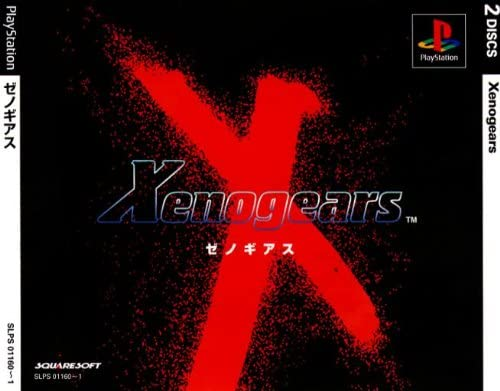 PlayStation
ゼノギアス
SLPS 01160～1
PlayStation
Xenogears™
ゼノギアス
SQUARESOFT
SLPS 01160～1
2 DISCS
Xenogears